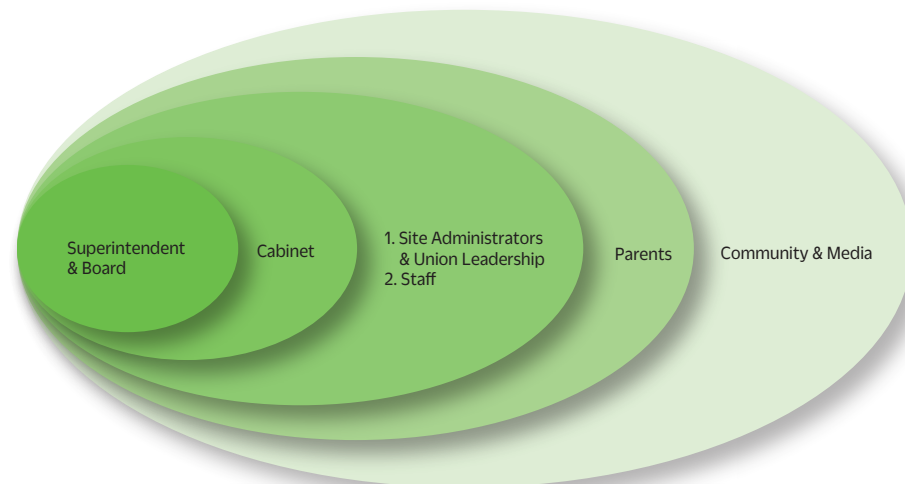 Superintendent
& Board
Cabinet
1. Site Administrators
& Union Leadership
2. Staff
Parents
Community & Media